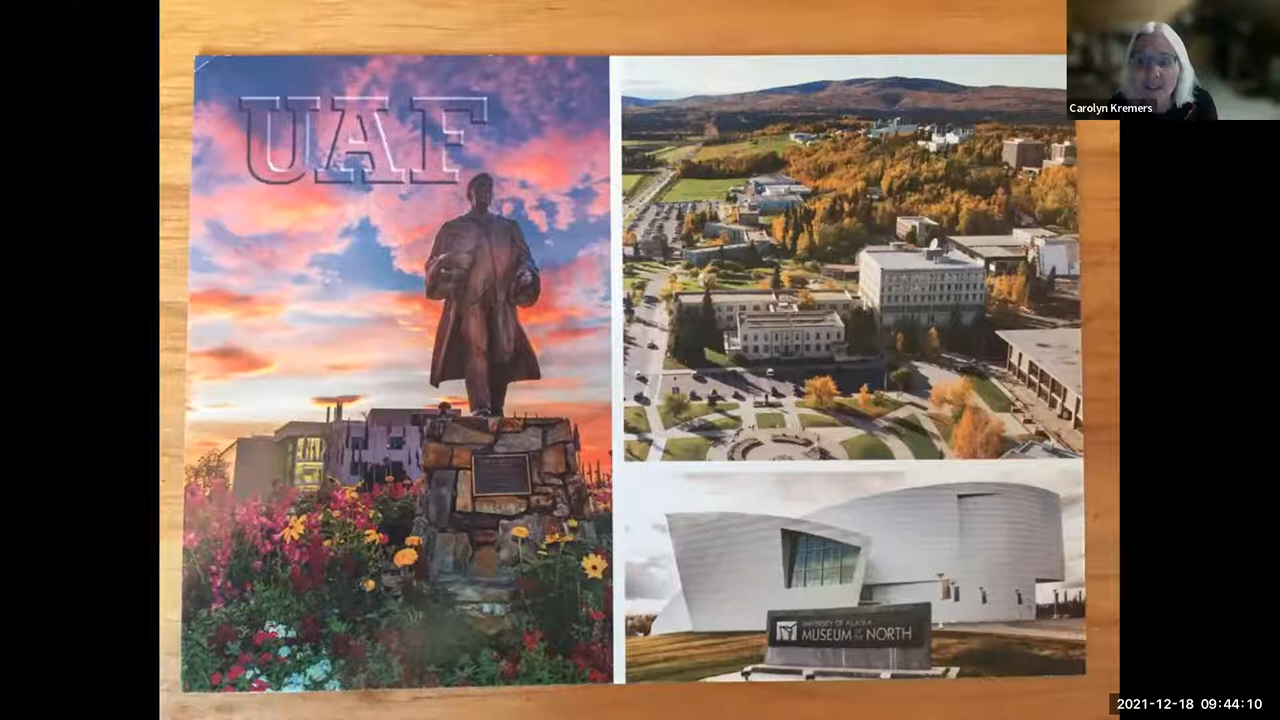 UAF
Carolyn Kremers
UNIVERSITY OF ALASKA
MUSEUM OF THE NORTH
2021-12-18 09:44:10